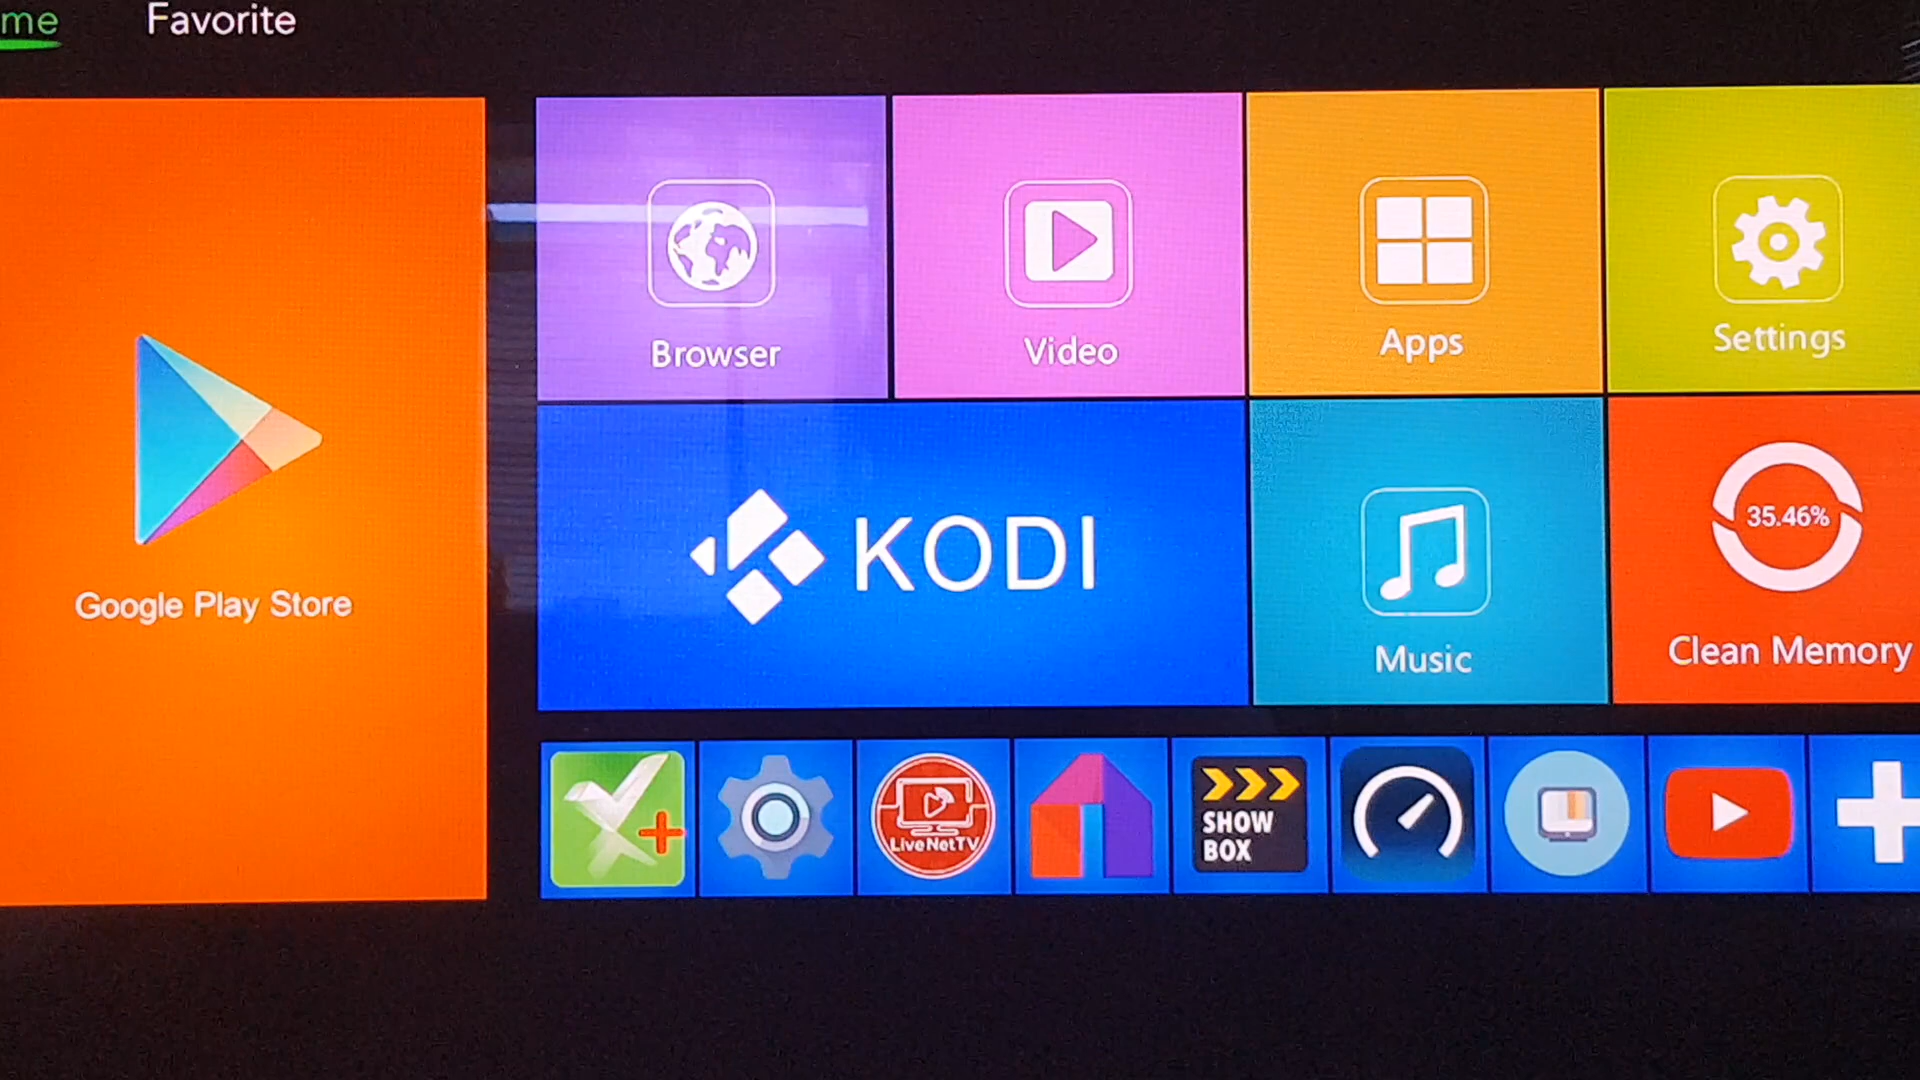 me
Favorite
Browser
Video
Apps
Settings
Google Play Store
KODI
Music
35.46%
Clean Memory
LiveNetTV
SHOW
BOX